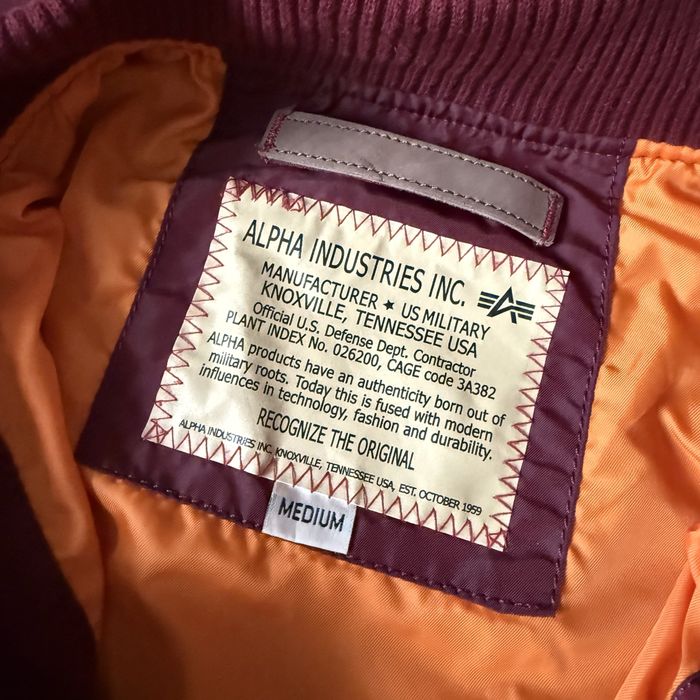 ALPHA INDUSTRIES INC.
MANUFACTURER ★ US MILITARY
KNOXVILLE, TENNESSEE USA
Official U.S. Defense Dept. Contractor
PLANT INDEX No. 026200, CAGE code 3A382
ALPHA products have an authenticity born out of
military roots. Today this is fused with modern
influences in technology, fashion and durability.
RECOGNIZE THE ORIGINAL
ALPHA INDUSTRIES INC. KNOXVILLE, TENNESSEE USA, EST. OCTOBER 1959
MEDIUM